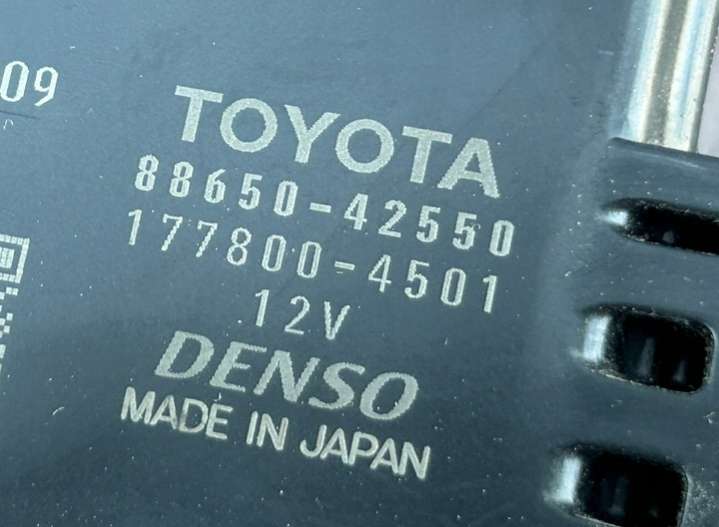 09
TOYOTA
88650-42550
177800-4501
12V
DENSO
MADE IN JAPAN